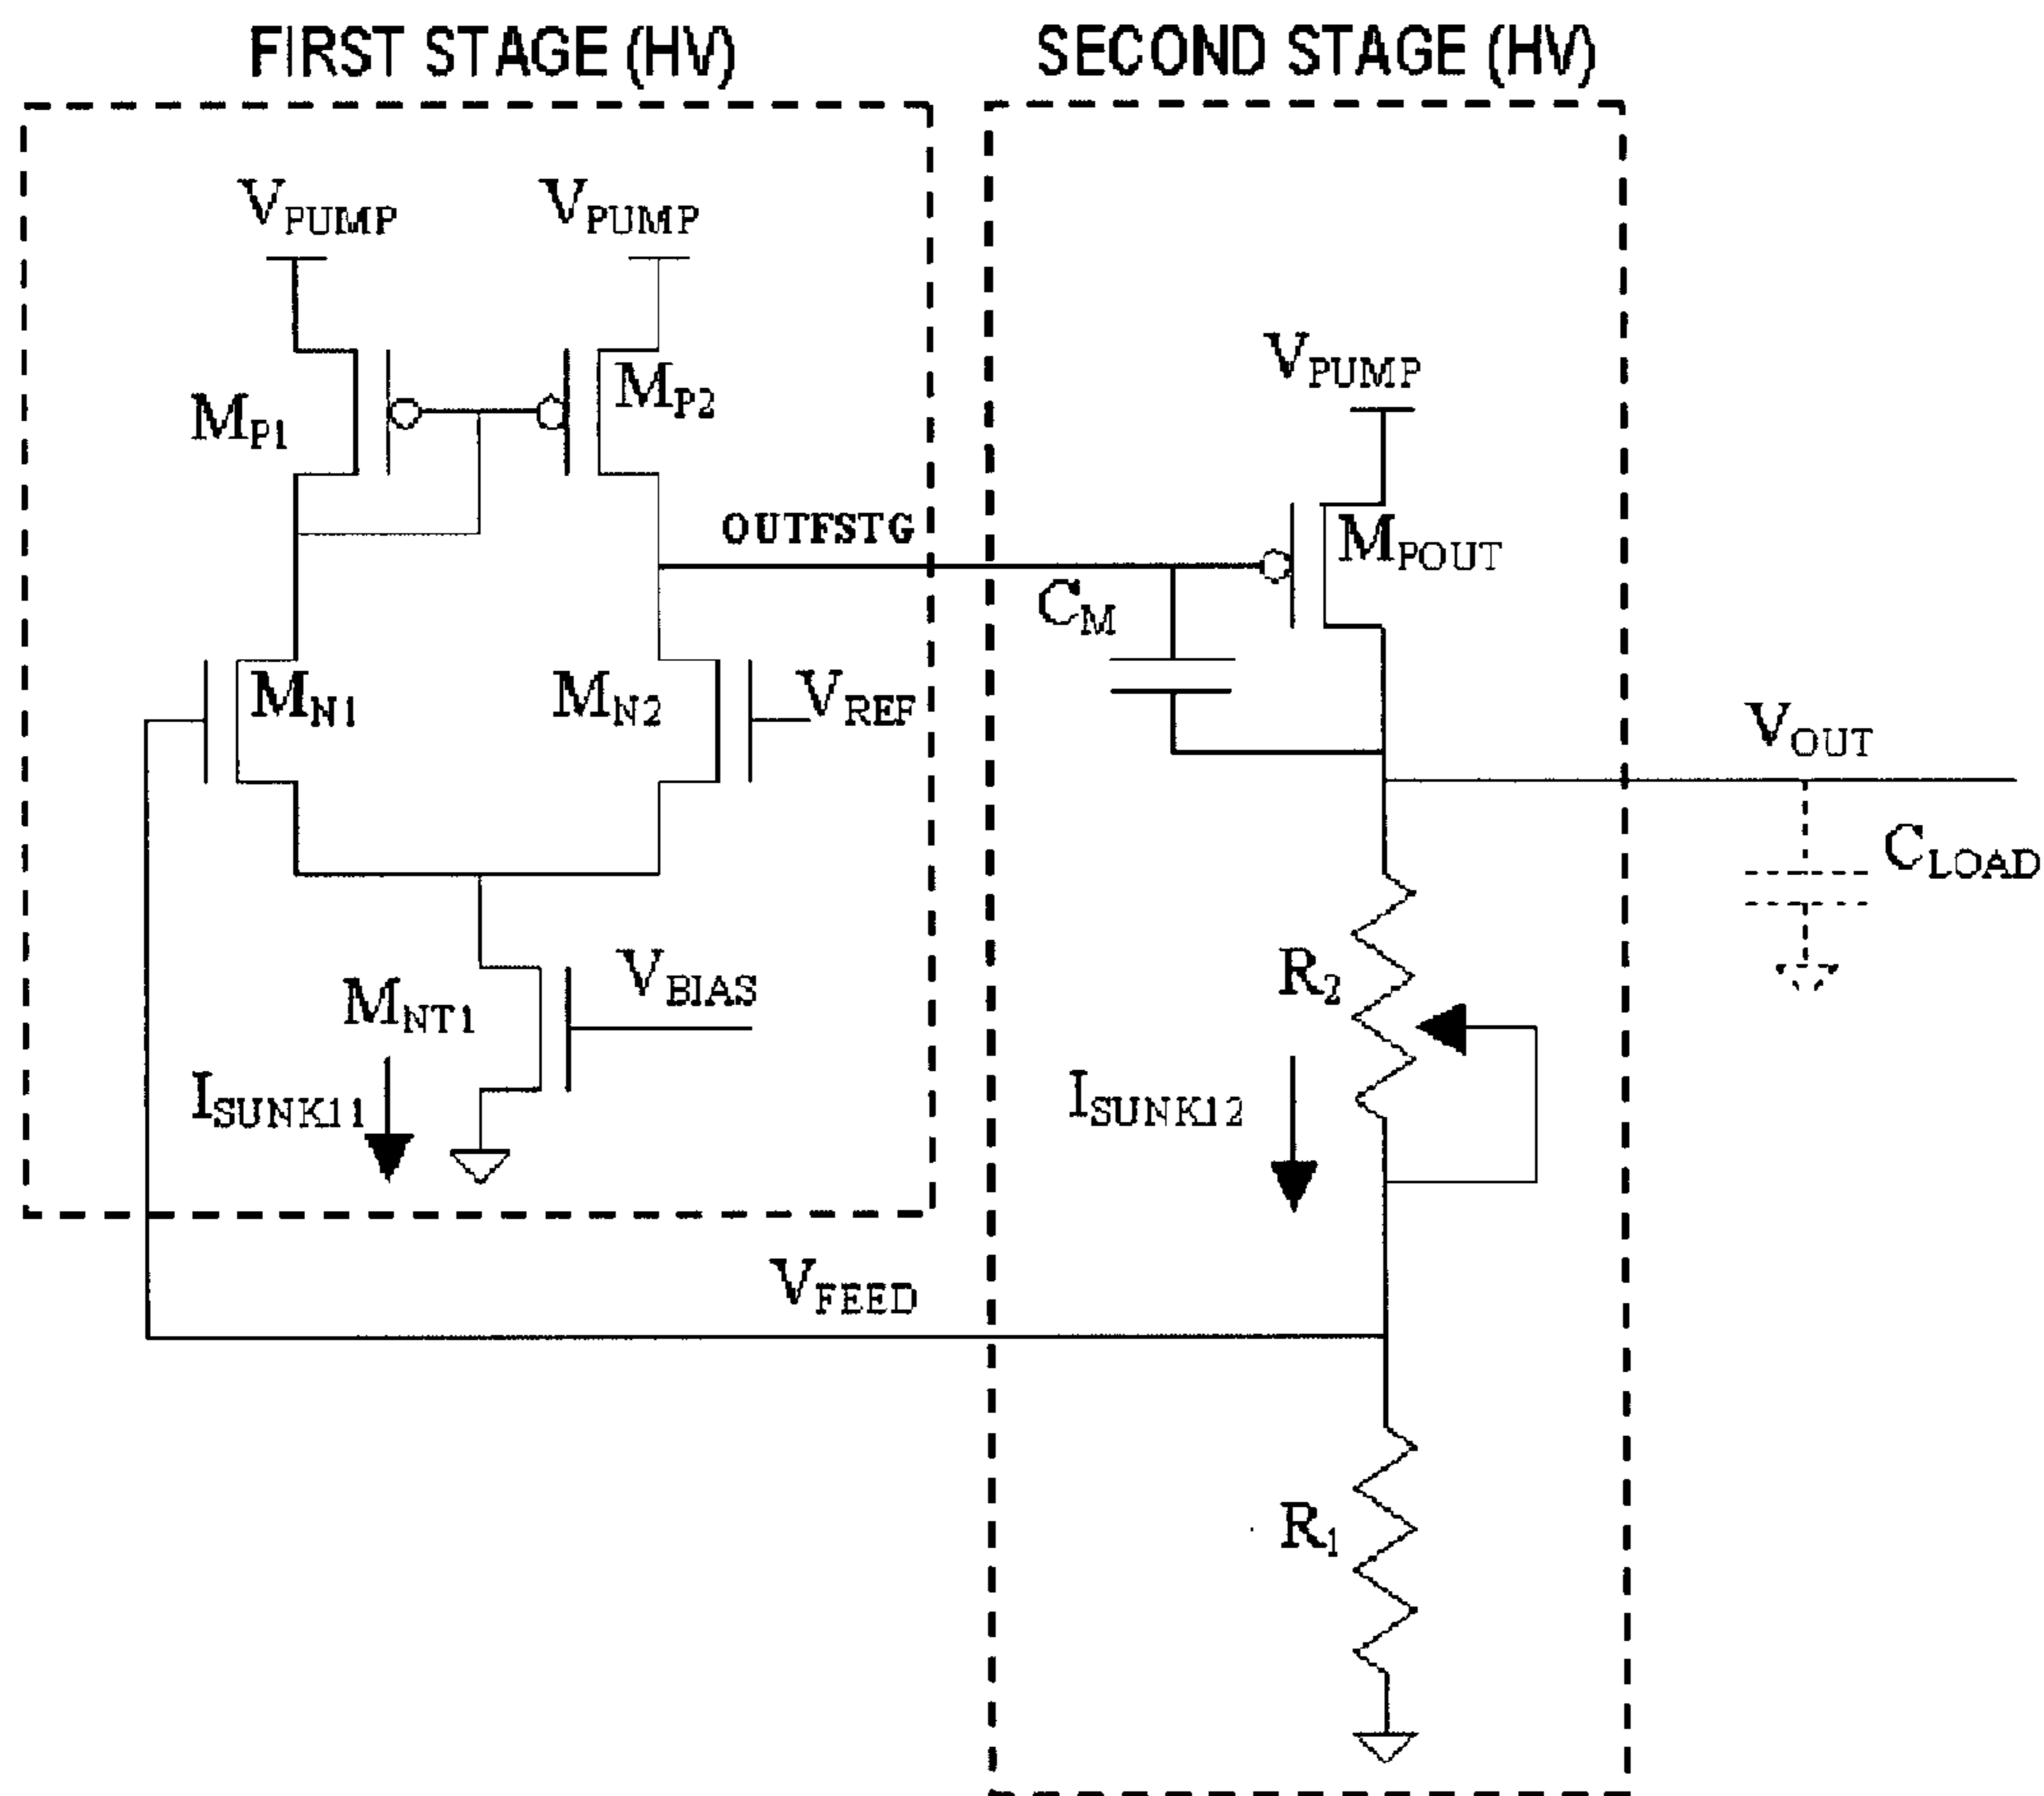 FIRST STAGE (HV)
SECOND STAGE (HV)
VPUMP
VPUMP
MP1
MP2
VPUMP
OUTFSTG
MPOUT
CM
MN1
MN2
VREF
VOUT
CLOAD
MNT1
VBIAS
R2
ISUNK11
ISUNK12
VFEED
R1